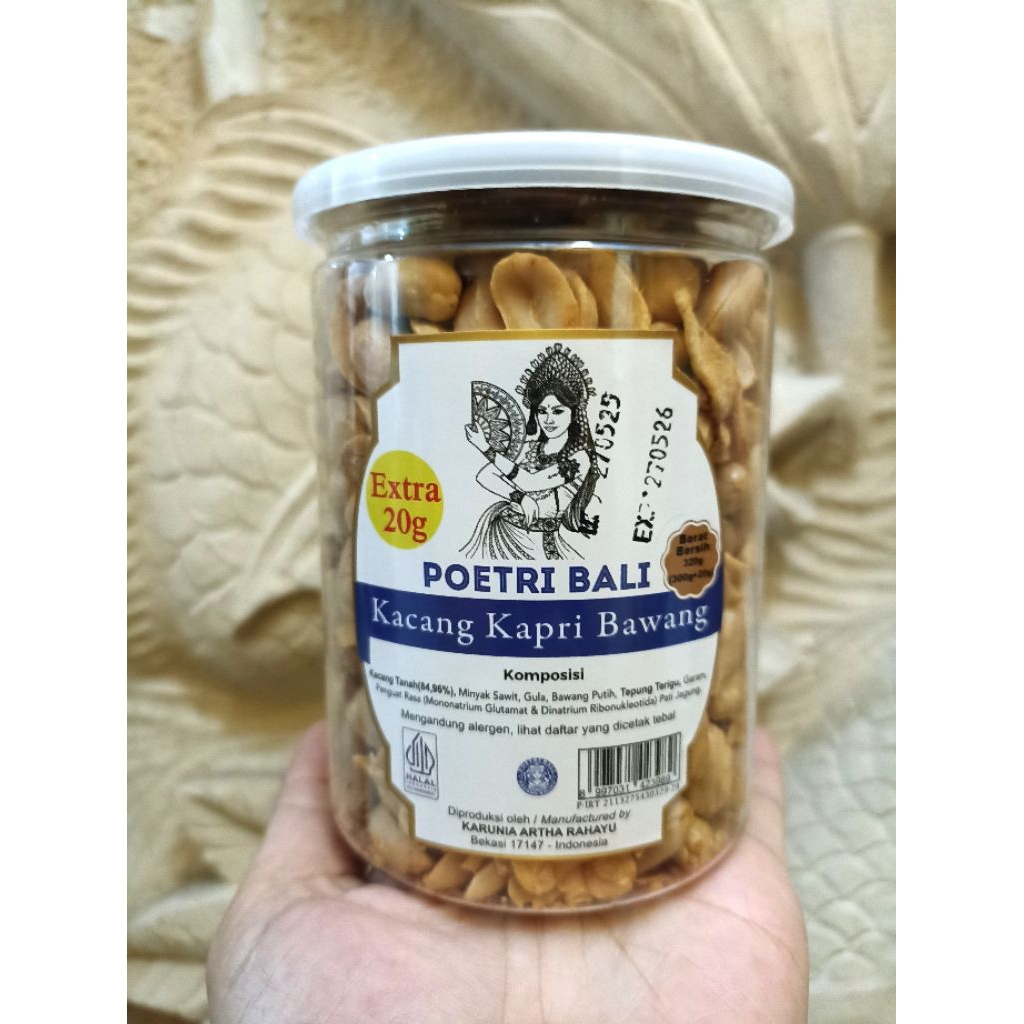 270525
EXP 270526
Extra
20g
Berat
Bersih
320g
(300g+20g)
POETRI BALI
Kacang Kapri Bawang
Komposisi
Kacang Tanah(84,96%), Minyak Sawit, Gula, Bawang Putih, Tepung Terigu, Garam,
Penguat Rasa (Mononatrium Glutamat & Dinatrium Ribonukleotida) Pati Jagung.
Mengandung alergen, lihat daftar yang dicetak tebal
HALAL
P-IRT
Diproduksi oleh / Manufactured by
KARUNIA ARTHA RAHAYU
Bekasi 17147 - Indonesia